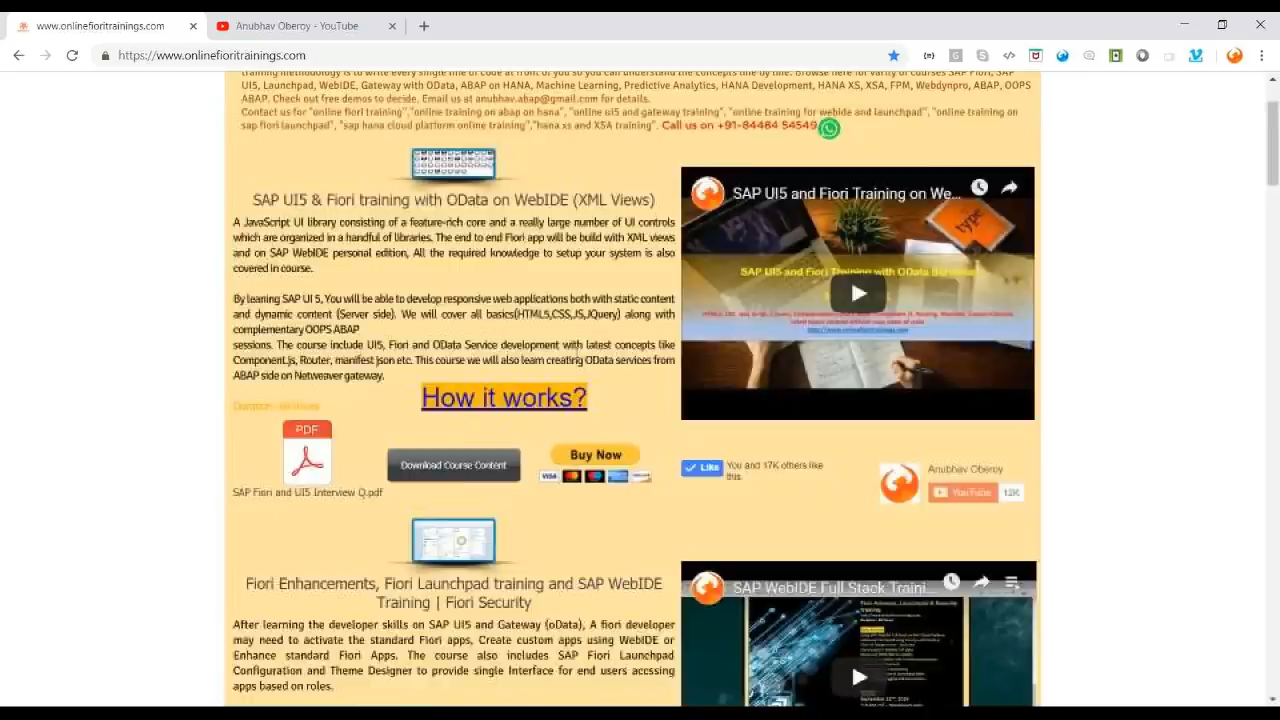 www.onlinefioritrainings.com
Anubhav Oberoy - YouTube
https://www.onlinefioritrainings.com
training methodology is to write every single line of code at front of you so you can understand the concepts line by line. Browse here for varity of courses SAP Fiori, SAP
UI5, Launchpad, WebIDE, Gateway with OData, ABAP on HANA, Machine Learning, Predictive Analytics, HANA Development, HANA XS, XSA, FPM, Webdynpro, ABAP, OOPS
ABAP. Check out free demos to decide. Email us at anubhav.abap@gmail.com for details.
Contact us for "online fiori training","online training on abap on hana", "online ui5 and gateway training", "online training for webide and launchpad", "online training on
sap fiori launchpad", "sap hana cloud platform online training","hana xs and XSA training". Call us on +91-84484 54549
SAP UI5 & Fiori training with OData on WebIDE (XML Views)
A JavaScript UI library consisting of a feature-rich core and a really large number of UI controls
which are organized in a handful of libraries. The end to end Fiori app will be build with XML views
and on SAP WebIDE personal edition, All the required knowledge to setup your system is also
covered in course.
By learning SAP UI 5, You will be able to develop responsive web applications both with static content
and dynamic content (Server side). We will cover all basics(HTML5,CSS,JS,JQuery) along with
complementary OOPS ABAP
sessions. The course include UI5, Fiori and OData Service development with latest concepts like
Component.js, Router, manifest json etc. This course we will also learn creating OData services from
ABAP side on Netweaver gateway.
How it works?
PDF
Download Course Content
Buy Now
VISA
SAP Fiori and UI5 Interview Q.pdf
SAP UI5 and Fiori Training on We...
type
SAP UI5 and Fiori Training with OData
http://www.onlinefioritrainings.com
Like
You and 17K others like
this.
Anubhav Oberoy
YouTube
12K
Fiori Enhancements, Fiori Launchpad training and SAP WebIDE
Training | Fiori Security
After learning the developer skills on SAP UI5 and Gateway (oData), A fiori developer
may need to activate the standard Fiori apps, Create custom apps using WebIDE or
Enhance standard Fiori Apps. The course also includes SAP Fiori Launchpad
Configuration and Theme Designer to provide single Interface for end users accssing
apps based on roles.
SAP WebIDE Full Stack Traini...